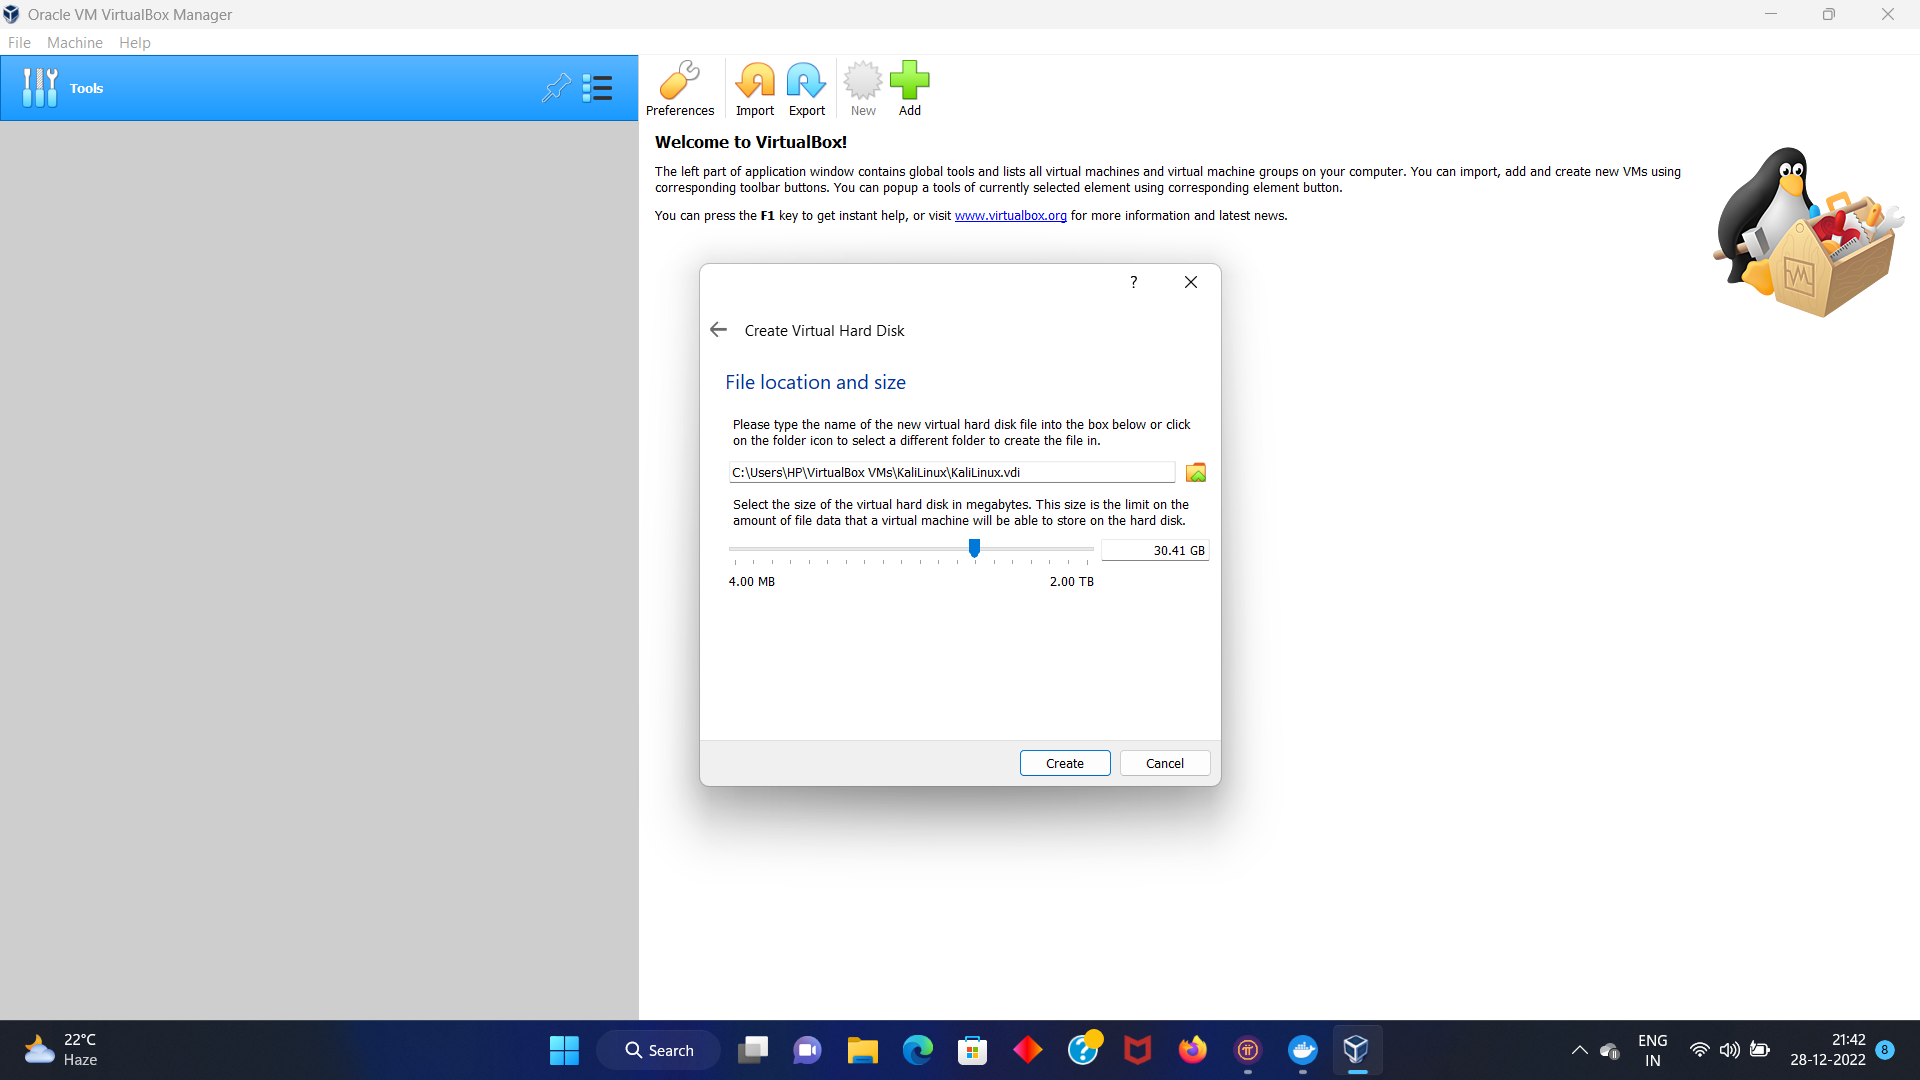 Oracle VM VirtualBox Manager
File Machine Help
Tools
Preferences Import Export New Add
Welcome to VirtualBox!
The left part of application window contains global tools and lists all virtual machines and virtual machine groups on your computer. You can import, add and create new VMs using
corresponding toolbar buttons. You can popup a tools of currently selected element using corresponding element button.
You can press the F1 key to get instant help, or visit www.virtualbox.org for more information and latest news.
?
Create Virtual Hard Disk
File location and size
Please type the name of the new virtual hard disk file into the box below or click
on the folder icon to select a different folder to create the file in.
C:\Users\HP\VirtualBox VMs\KaliLinux\KaliLinux.vdi
Select the size of the virtual hard disk in megabytes. This size is the limit on the
amount of file data that a virtual machine will be able to store on the hard disk.
30.41 GB
4.00 MB 2.00 TB
Create Cancel
22°C
Haze
Search
ENG
IN
21:42
28-12-2022
8